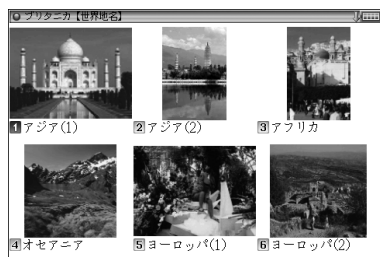 ブリタニカ【世界地名】
1アジア(1)
2アジア(2)
3アフリカ
4オセアニア
5ヨーロッパ(1)
6ヨーロッパ(2)